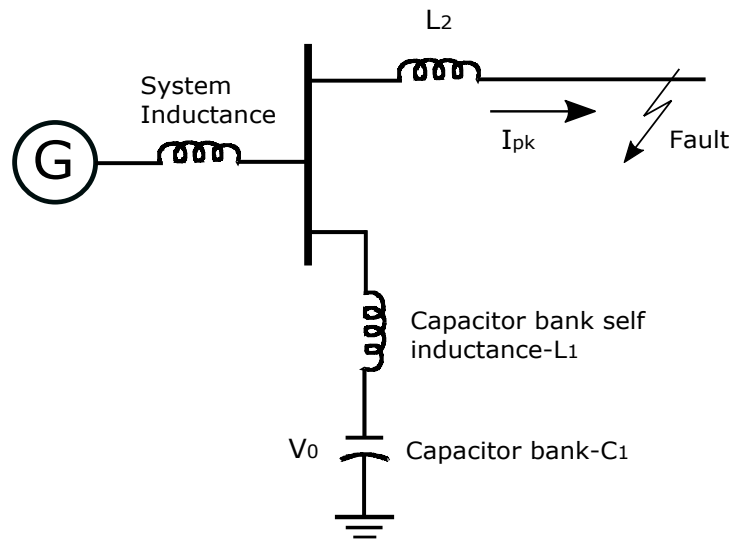 L2
System
Inductance
G
Ipk
Fault
Capacitor bank self
inductance-L1
V0
Capacitor bank-C1